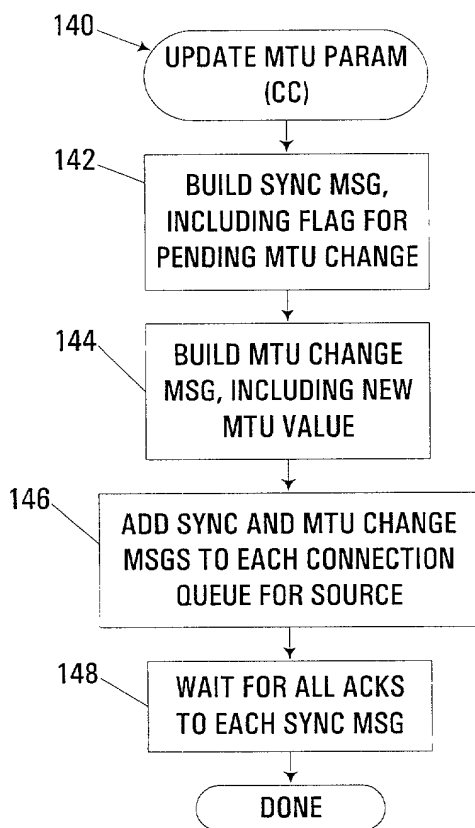 140
UPDATE MTU PARAM
(CC)
142
BUILD SYNC MSG,
INCLUDING FLAG FOR
PENDING MTU CHANGE
144
BUILD MTU CHANGE
MSG, INCLUDING NEW
MTU VALUE
146
ADD SYNC AND MTU CHANGE
MSGS TO EACH CONNECTION
QUEUE FOR SOURCE
148
WAIT FOR ALL ACKS
TO EACH SYNC MSG
DONE